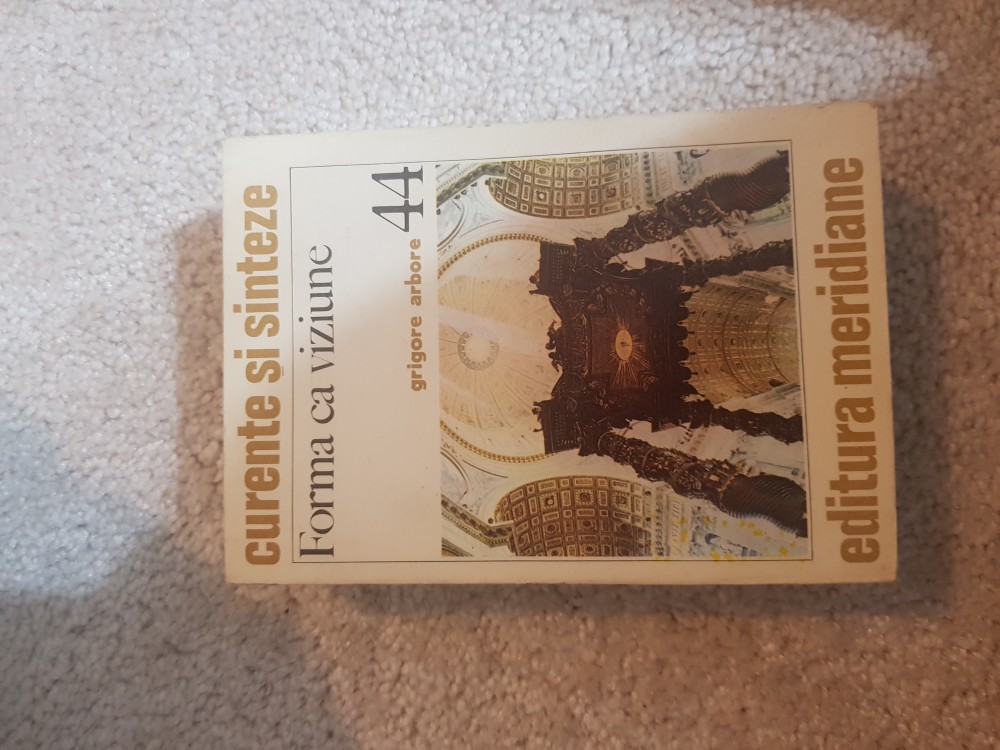 curente și sinteze
Forma ca viziune
grigore arbore 44
editura meridiane